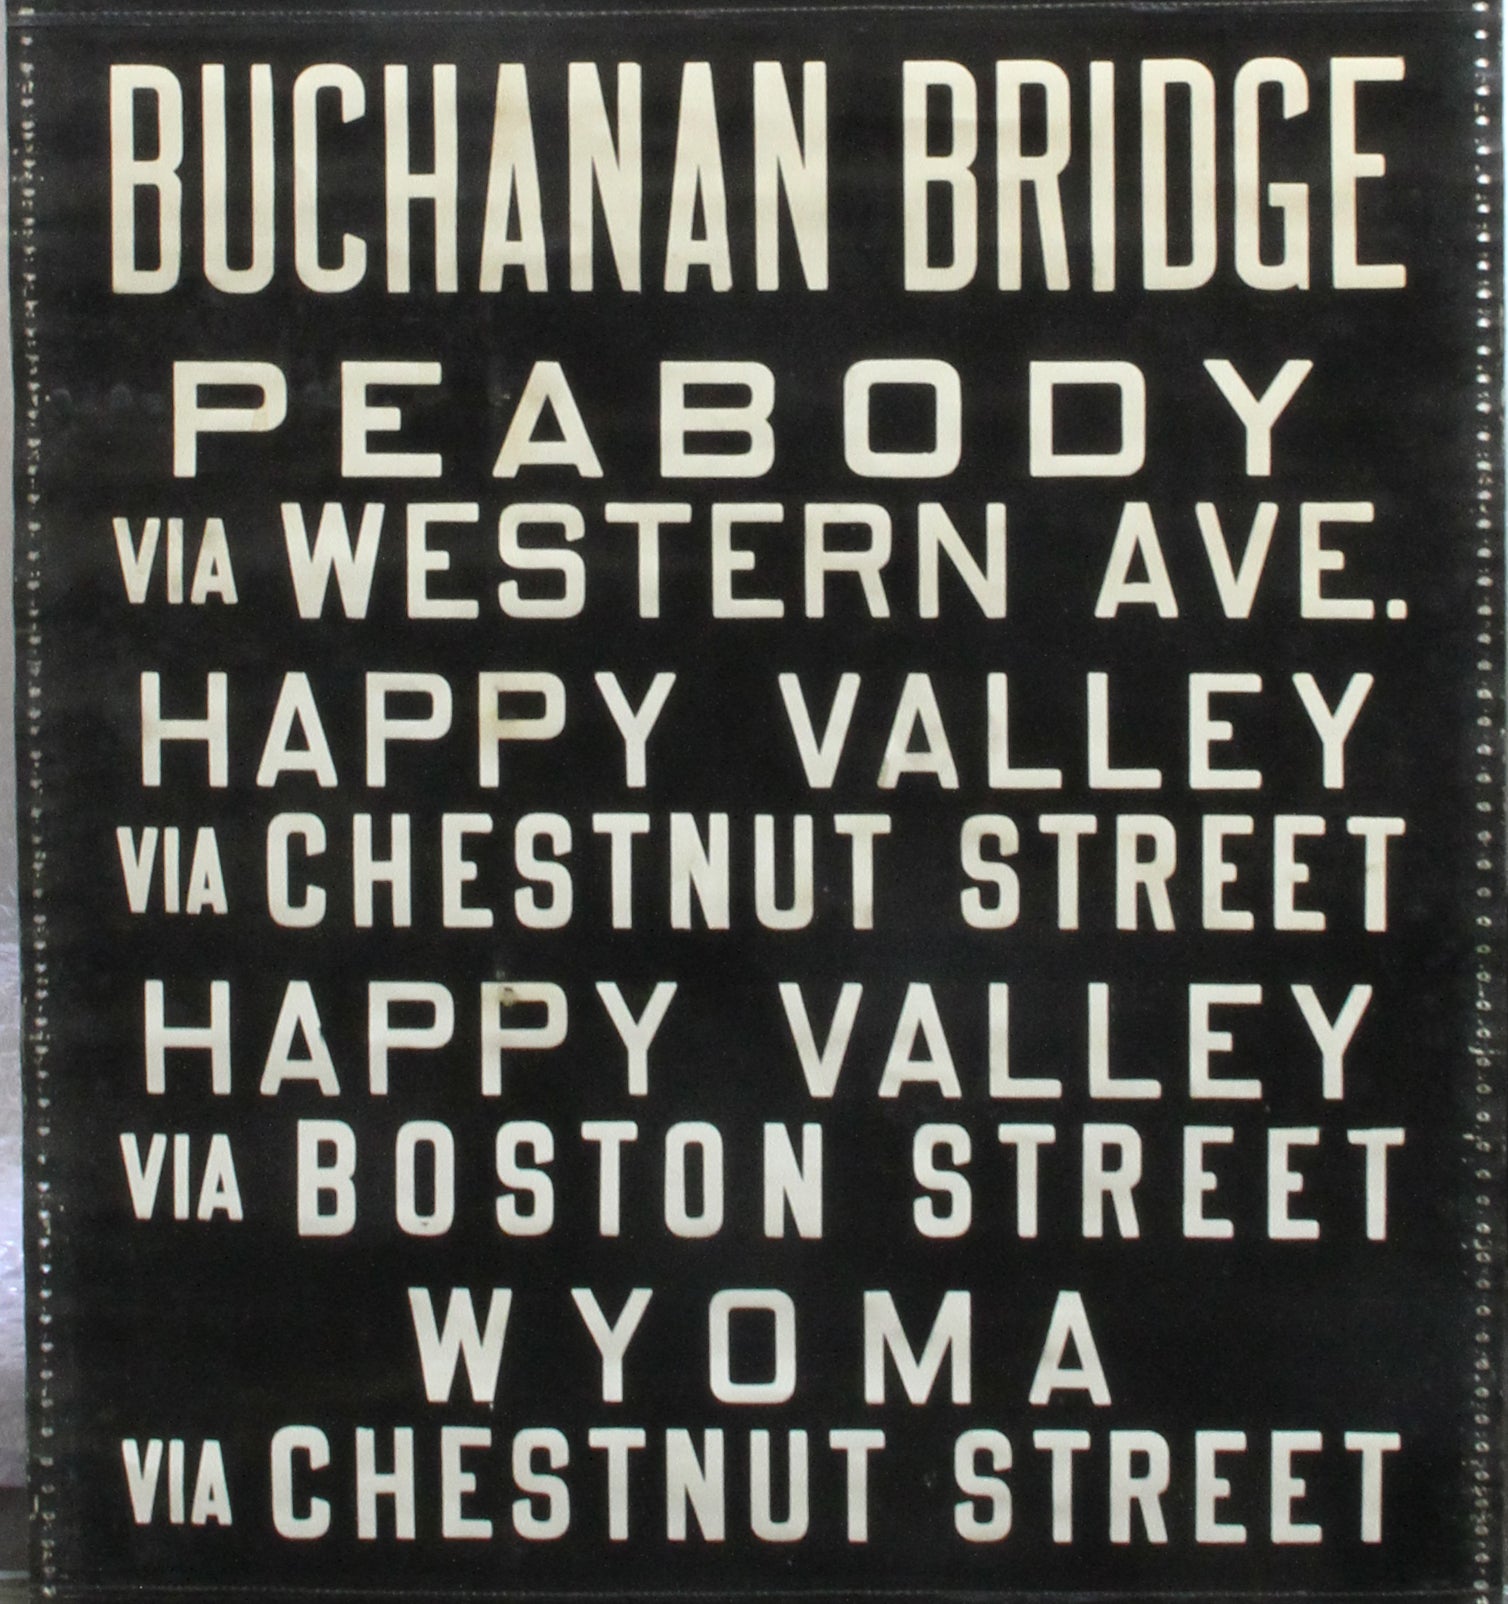 BUCHANAN BRIDGE
PEABODY
VIA WESTERN AVE.
HAPPY VALLEY
VIA CHESTNUT STREET
HAPPY VALLEY
VIA BOSTON STREET
WYOMA
VIA CHESTNUT STREET